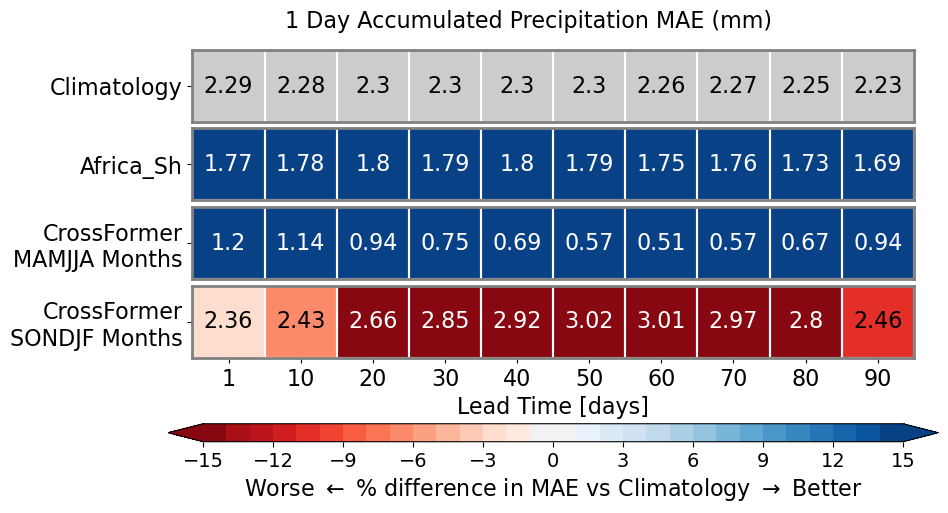 1 Day Accumulated Precipitation MAE (mm)
Climatology 2.29 2.28 2.3 2.3 2.3 2.3 2.26 2.27 2.25 2.23
Africa_Sh 1.77 1.78 1.8 1.79 1.8 1.79 1.75 1.76 1.73 1.69
CrossFormer
MAMJJA Months 1.2 1.14 0.94 0.75 0.69 0.57 0.51 0.57 0.67 0.94
CrossFormer
SONDJF Months 2.36 2.43 2.66 2.85 2.92 3.02 3.01 2.97 2.8 2.46
1 10 20 30 40 50 60 70 80 90
Lead Time [days]
−15 −12 −9 −6 −3 0 3 6 9 12 15
Worse ← % difference in MAE vs Climatology → Better